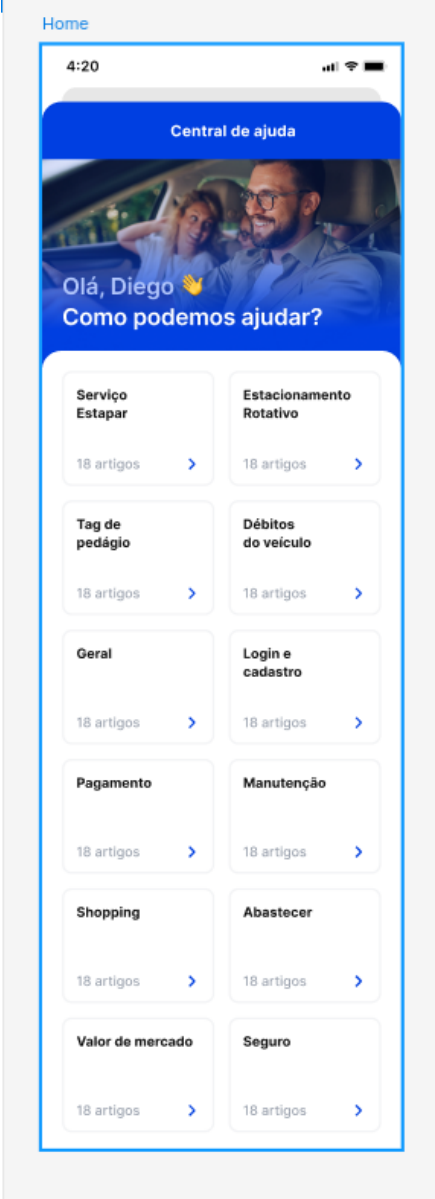 Home
4:20
Central de ajuda
Olá, Diego 👋
Como podemos ajudar?
Serviço
Estapar
18 artigos
Estacionamento
Rotativo
18 artigos
Tag de
pedágio
18 artigos
Débitos
do veículo
18 artigos
Geral
18 artigos
Login e
cadastro
18 artigos
Pagamento
18 artigos
Manutenção
18 artigos
Shopping
18 artigos
Abastecer
18 artigos
Valor de mercado
18 artigos
Seguro
18 artigos